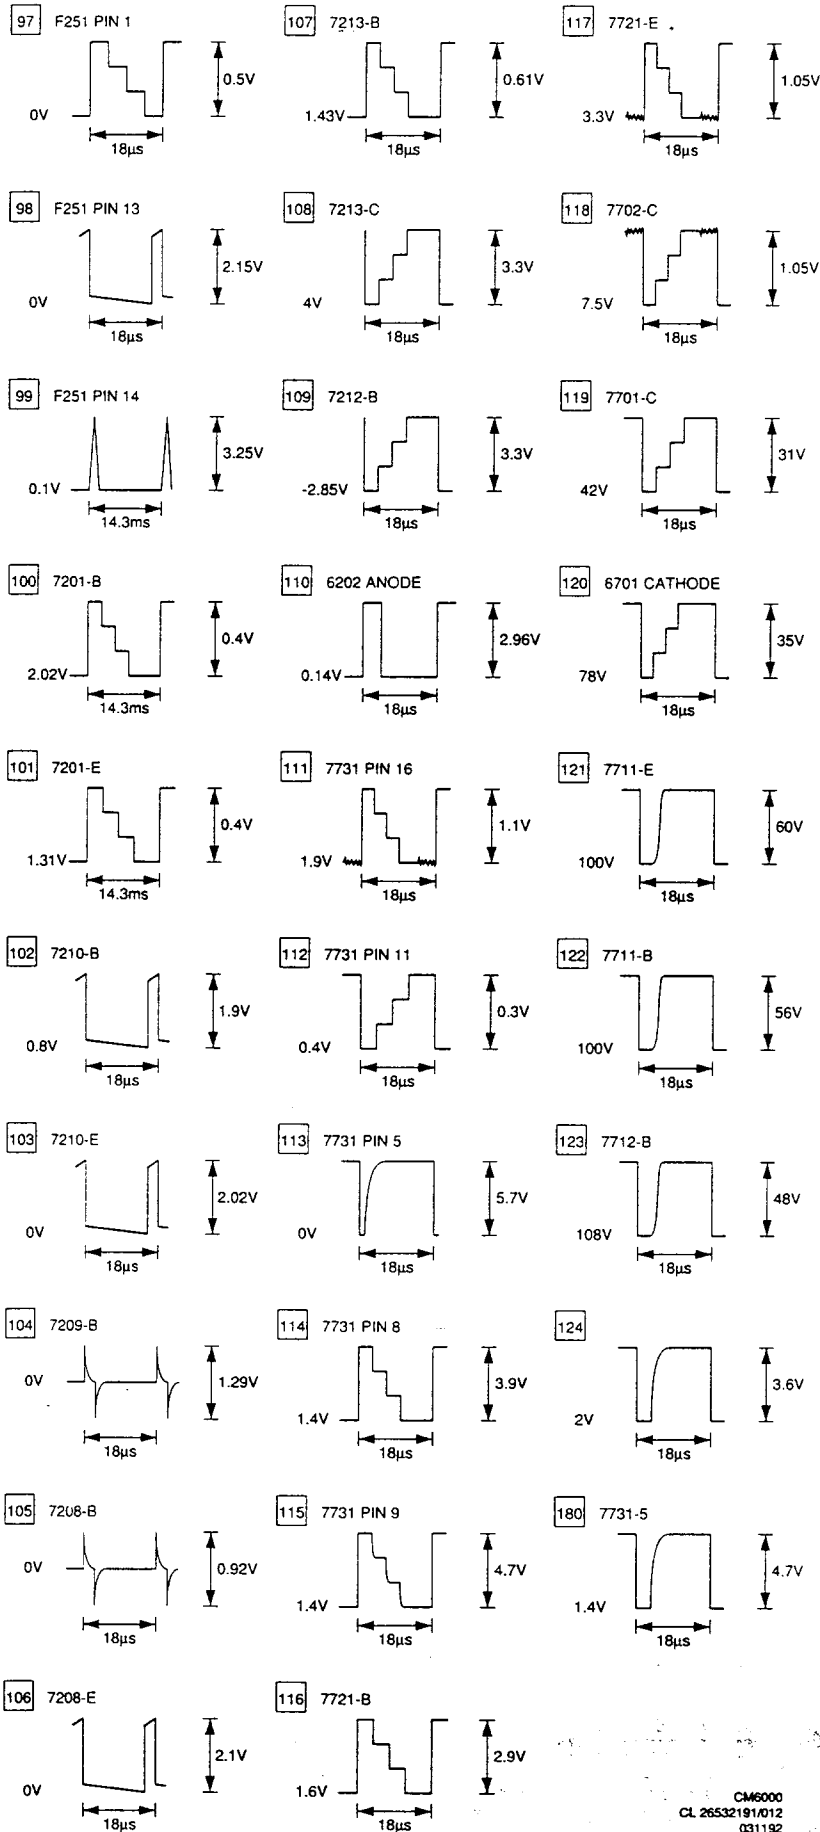 97 F251 PIN 1
0.5V
0V
18µs
98 F251 PIN 13
2.15V
0V
18µs
99 F251 PIN 14
3.25V
0.1V
14.3ms
100 7201-B
0.4V
2.02V
14.3ms
101 7201-E
0.4V
1.31V
14.3ms
102 7210-B
1.9V
0.8V
18µs
103 7210-E
2.02V
0V
18µs
104 7209-B
0V
1.29V
18µs
105 7208-B
0V
0.92V
18µs
106 7208-E
2.1V
0V
18µs
107 7213-B
0.61V
1.43V
18µs
108 7213-C
3.3V
4V
18µs
109 7212-B
3.3V
-2.85V
18µs
110 6202 ANODE
2.96V
0.14V
18µs
111 7731 PIN 16
1.1V
1.9V
18µs
112 7731 PIN 11
0.3V
0.4V
18µs
113 7731 PIN 5
5.7V
0V
18µs
114 7731 PIN 8
3.9V
1.4V
18µs
115 7731 PIN 9
4.7V
1.4V
18µs
116 7721-B
2.9V
1.6V
18µs
117 7721-E
1.05V
3.3V
18µs
118 7702-C
1.05V
7.5V
18µs
119 7701-C
31V
42V
18µs
120 6701 CATHODE
35V
78V
18µs
121 7711-E
60V
100V
18µs
122 7711-B
56V
100V
18µs
123 7712-B
48V
108V
18µs
124
3.6V
2V
18µs
180 7731-5
4.7V
1.4V
18µs
CM6000
CL 26532191/012
031192